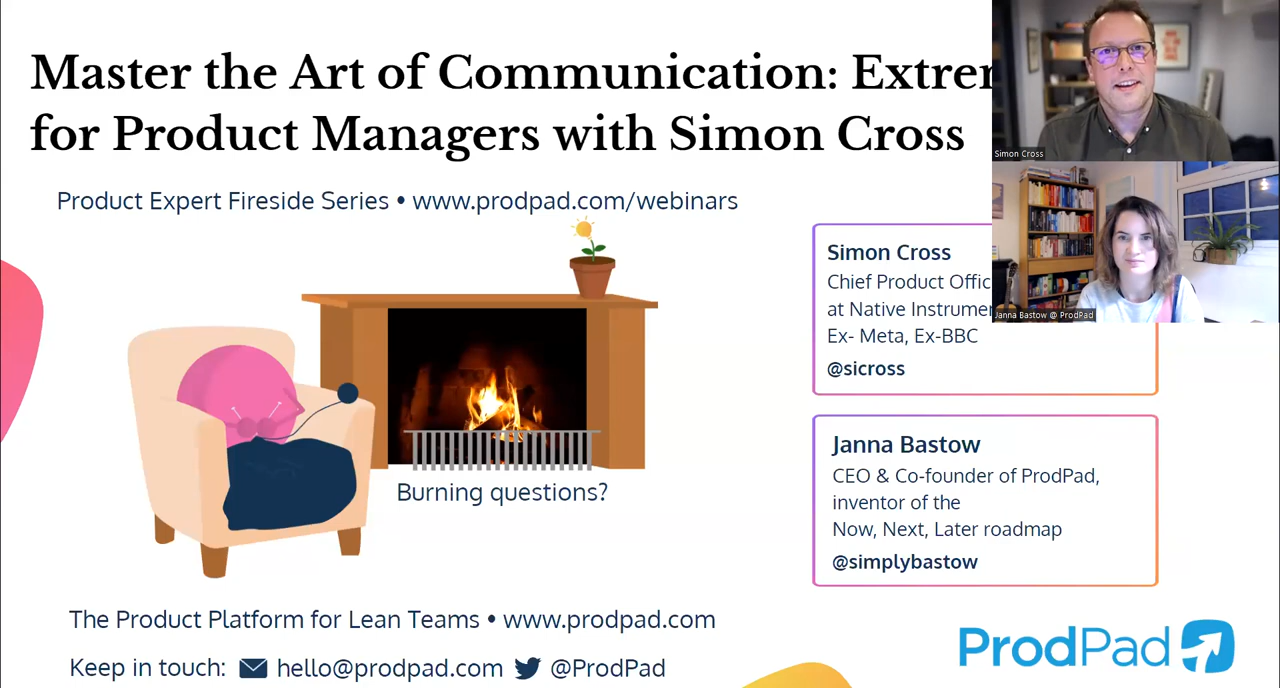 Master the Art of Communication: Extrem
for Product Managers with Simon Cross
Product Expert Fireside Series • www.prodpad.com/webinars
Simon Cross
Janna Bastow @ ProdPad
Simon Cross
Chief Product Offic
at Native Instrumen
Ex- Meta, Ex-BBC
@sicross
Janna Bastow
CEO & Co-founder of ProdPad,
inventor of the
Now, Next, Later roadmap
@simplybastow
Burning questions?
The Product Platform for Lean Teams • www.prodpad.com
Keep in touch: hello@prodpad.com @ProdPad
ProdPad